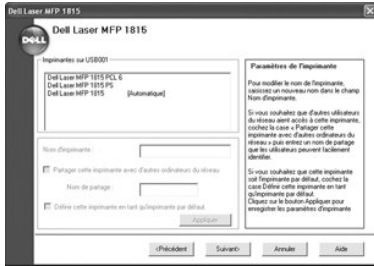 Dell Laser MFP 1815
DELL
Dell Laser MFP 1815
Imprimantes sur USB001
Dell Laser MFP 1815 PCL 6
Dell Laser MFP 1815 PS
Dell Laser MFP 1815 [Automatique]
Nom d'imprimante :
Partager cette imprimante avec d'autres ordinateurs du réseau
Nom de partage :
Définir cette imprimante en tant qu'imprimante par défaut.
Appliquer
Paramètres de l'imprimante
Pour modifier le nom de l'imprimante,
saisissez un nouveau nom dans le champ
Nom d'imprimante.
Si vous souhaitez que d'autres utilisateurs
du réseau aient accès à cette imprimante,
cochez la case « Partager cette
imprimante avec d'autres ordinateurs du
réseau » puis entrez un nom de partage
que les utilisateurs peuvent facilement
identifier.
Si vous souhaitez que cette imprimante
soit l'imprimante par défaut, cochez la
case Définir cette imprimante en tant
qu'imprimante par défaut.
Cliquez sur le bouton Appliquer pour
enregistrer les paramètres d'imprimante
<Précédent
Suivant>
Annuler
Aide